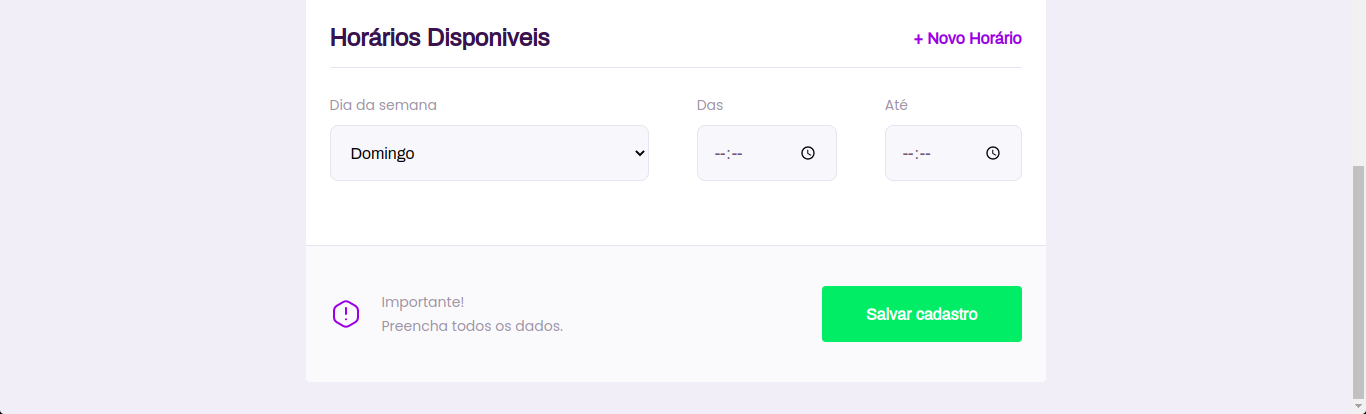 Horários Disponiveis
+ Novo Horário
Dia da semana
Das
Até
Domingo
--:--
--:--
Importante!
Preencha todos os dados.
Salvar cadastro